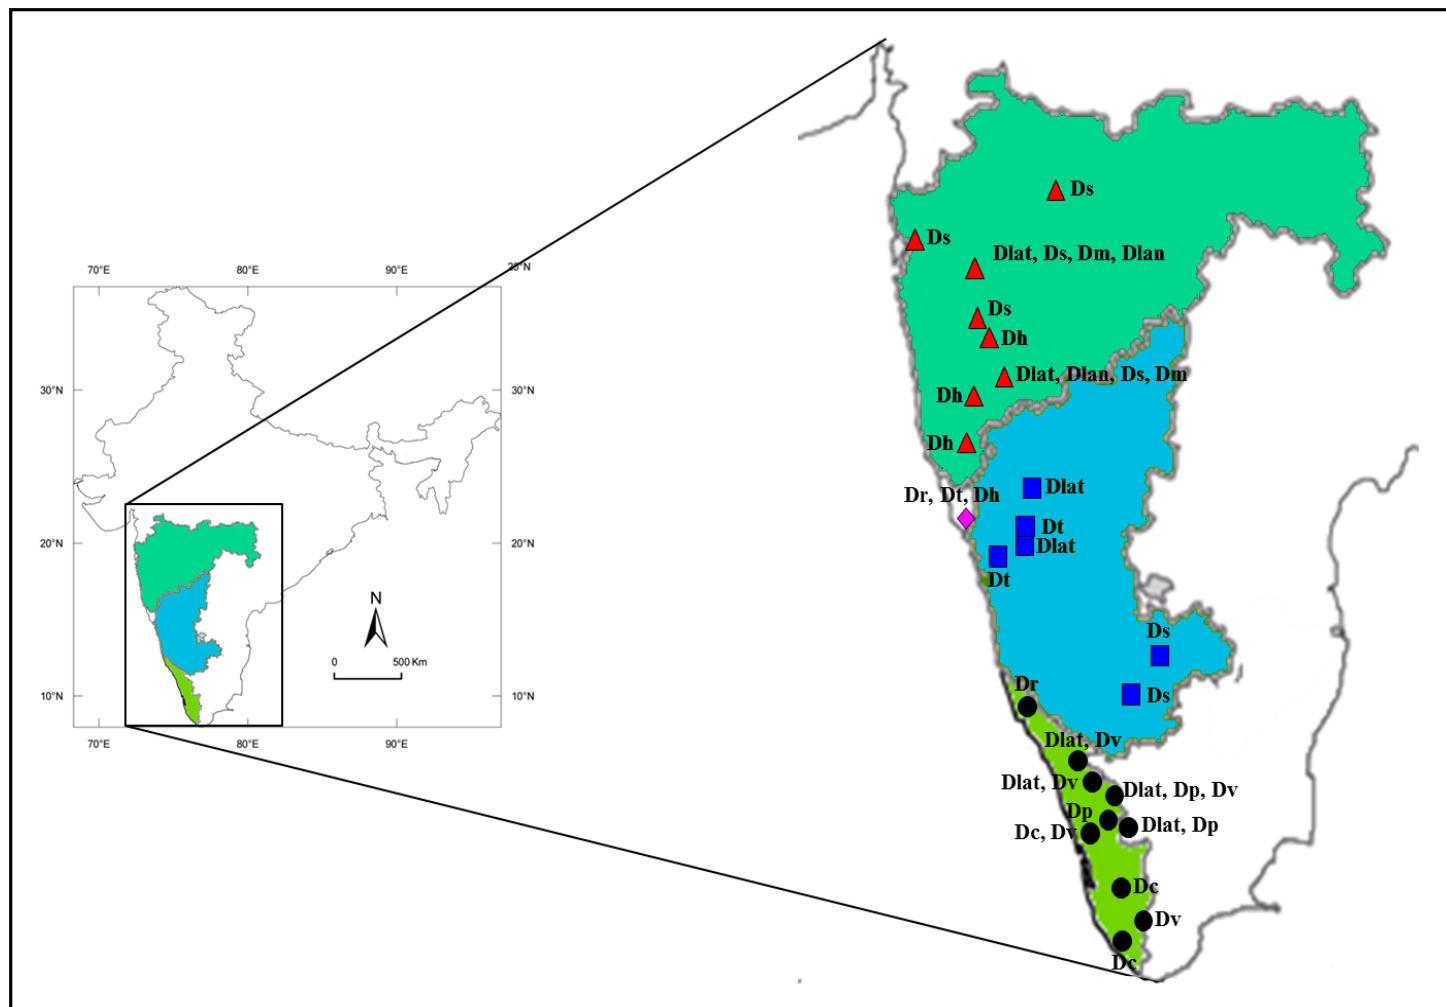 70°E
80°E
90°E
25°N
30°N
30°N
20°N
20°N
10°N
10°N
70°E
80°E
90°E
N
0
500 Km
Ds
Ds
Dlat, Ds, Dm, Dlan
Ds
Dh
Dlat, Dlan, Ds, Dm
Dh
Dh
Dr, Dt, Dh
Dlat
Dt
Dlat
Dt
Ds
Ds
Dr
Dlat, Dv
Dlat, Dv
Dlat, Dp, Dv
Dp
Dlat, Dp
Dc, Dv
Dc
Dv
Dc